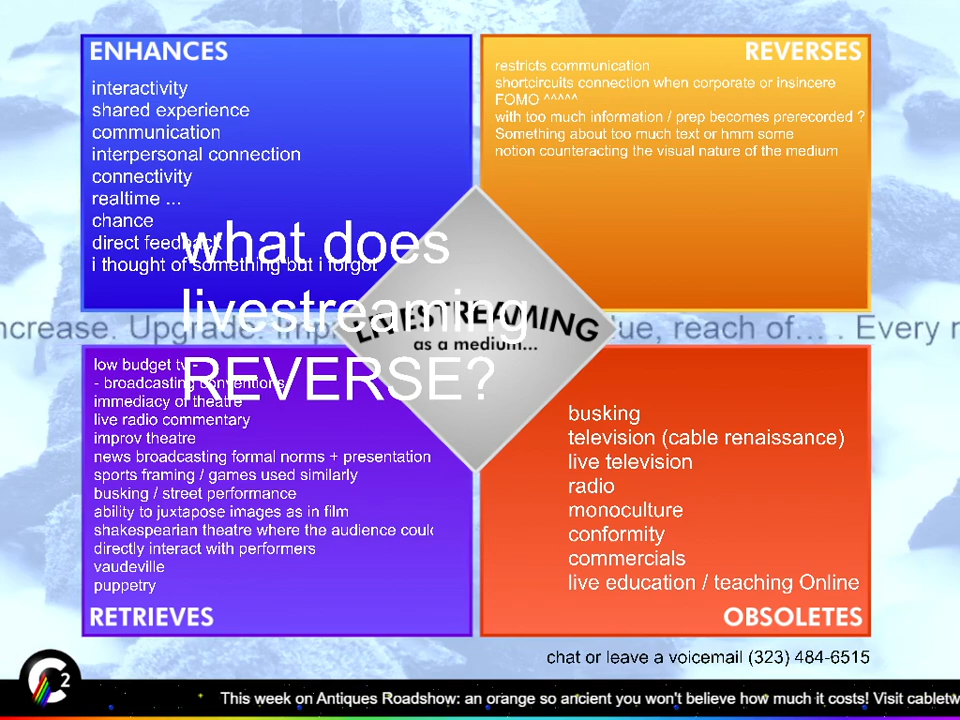 ENHANCES
interactivity
shared experience
communication
interpersonal connection
connectivity
realtime ...
chance
direct feedback
i thought of something but i forgot
REVERSES
restricts communication
shortcircuits connection when corporate or insincere
FOMO ^^^^^
with too much information / prep becomes prerecorded ?
Something about too much text or hmm some
notion counteracting the visual nature of the medium
what does
livestreaming
REVERSE?
LIVESTREAMING
as a medium...
ncrease. Upgrade. Impr ue, reach of.... . Every
low budget tv -
- broadcasting conventions
immediacy of theatre
live radio commentary
improv theatre
news broadcasting formal norms + presentation
sports framing / games used similarly
busking / street performance
ability to juxtapose images as in film
shakespearian theatre where the audience could
directly interact with performers
vaudeville
puppetry
RETRIEVES
busking
television (cable renaissance)
live television
radio
monoculture
conformity
commercials
live education / teaching Online
OBSOLETES
chat or leave a voicemail (323) 484-6515
C2
This week on Antiques Roadshow: an orange so ancient you won't believe how much it costs! Visit cabletw